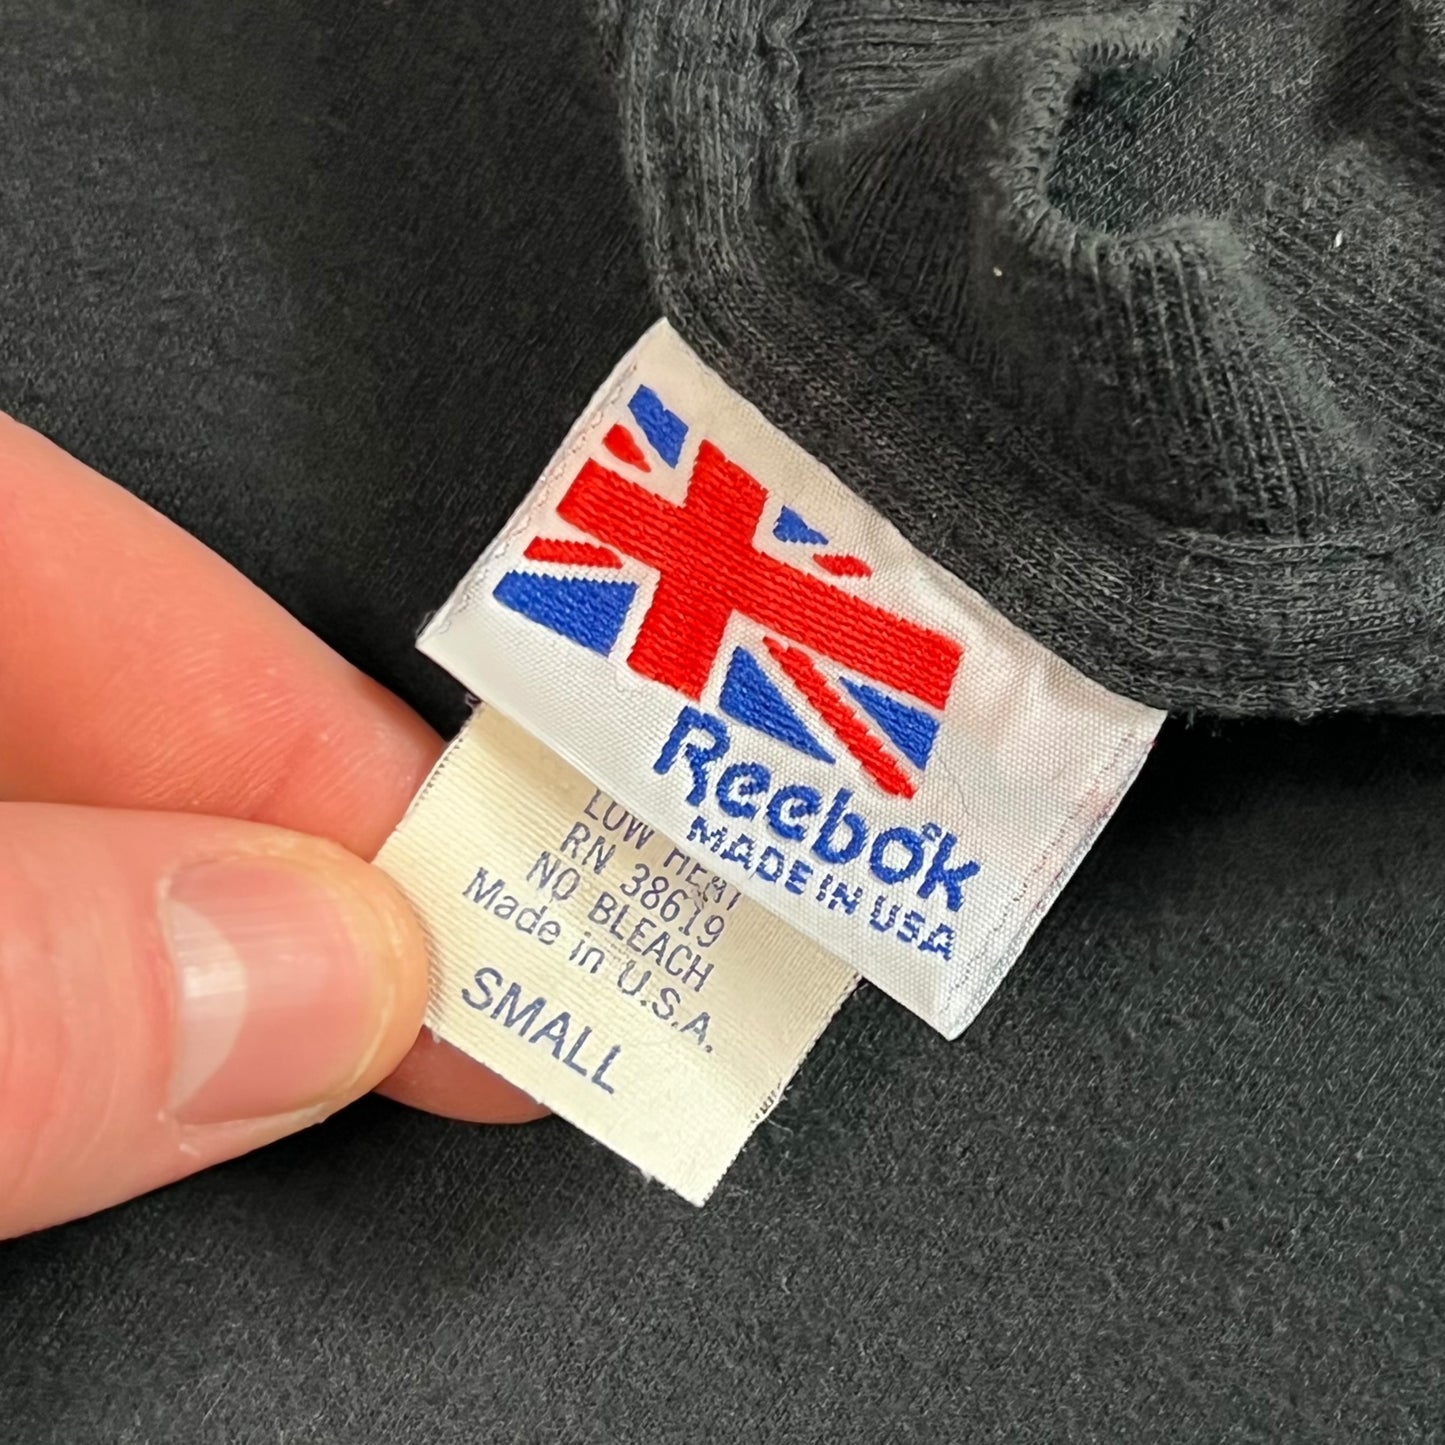 Reebok
MADE IN USA
LOW HEAT
RN 38619
NO BLEACH
Made in U.S.A.
SMALL